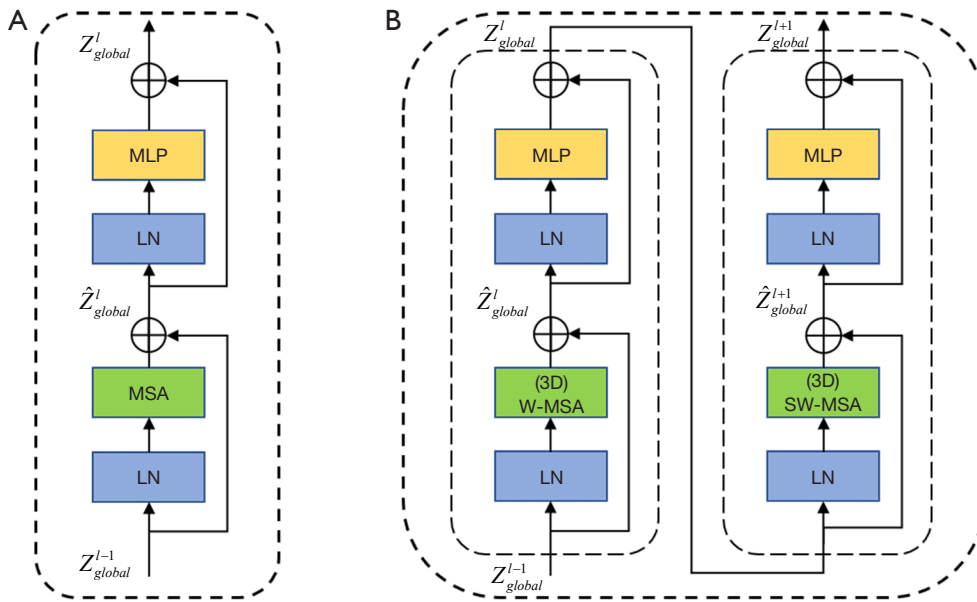 A
Z^l_global
MLP
LN
Ẑ^l_global
MSA
LN
Z^{l-1}_global
B
Z^l_global
MLP
LN
Ẑ^l_global
(3D)
W-MSA
LN
Z^{l-1}_global
Z^{l+1}_global
MLP
LN
Ẑ^{l+1}_global
(3D)
SW-MSA
LN